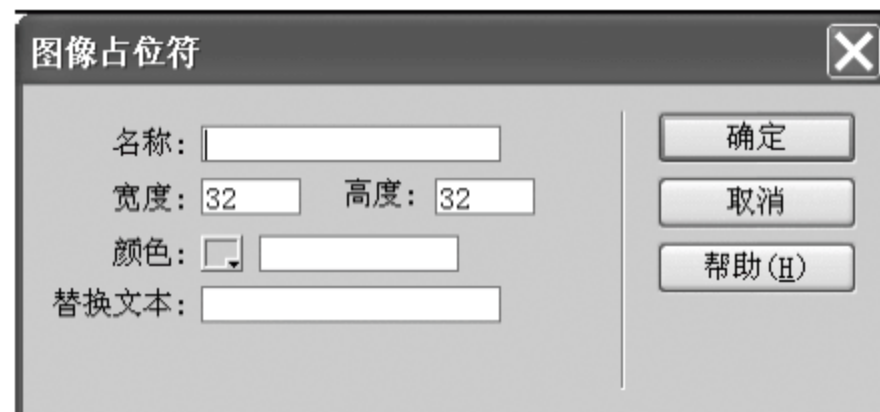 图像占位符
名称：
确定
宽度：32 高度：32
取消
颜色：
帮助(H)
替换文本：